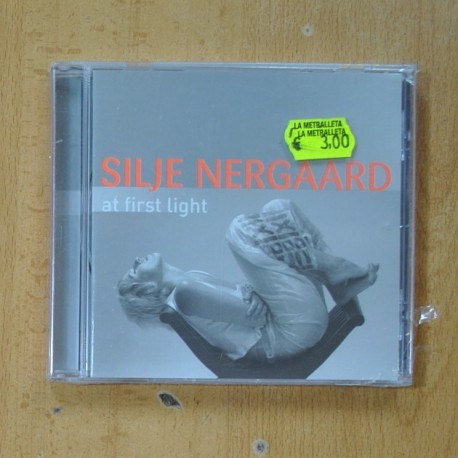 LA METRALLETA
LA METRALLETA
€ 3,00
SILJE NERGAARD
at first light